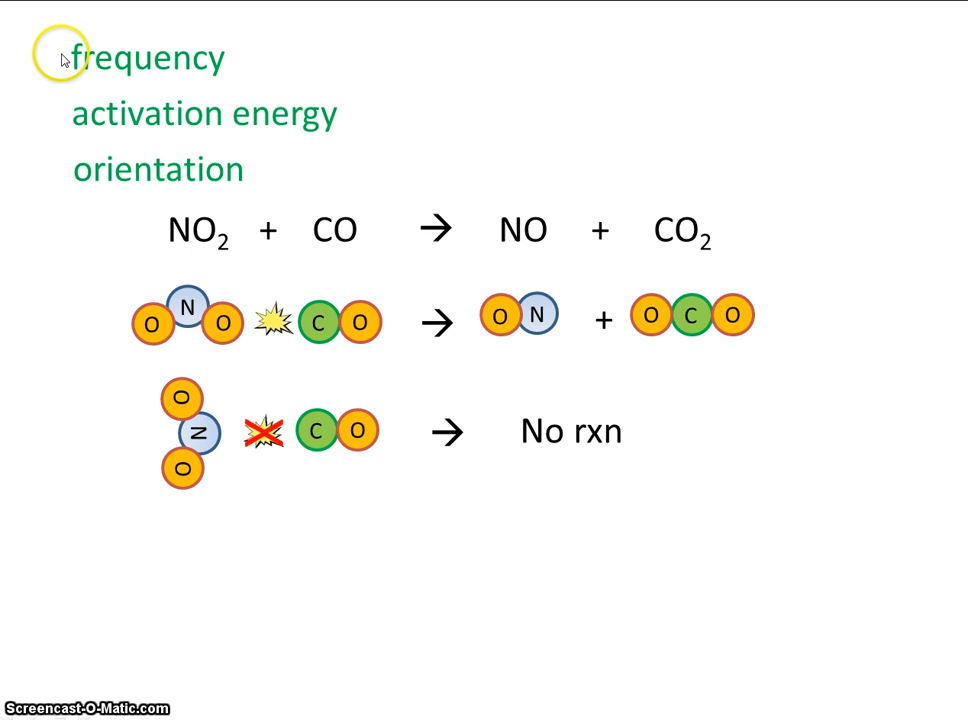 frequency
activation energy
orientation
NO₂ + CO → NO + CO₂
O N O C O → O N + O C O
O N O C O → No rxn
Screencast-O-Matic.com